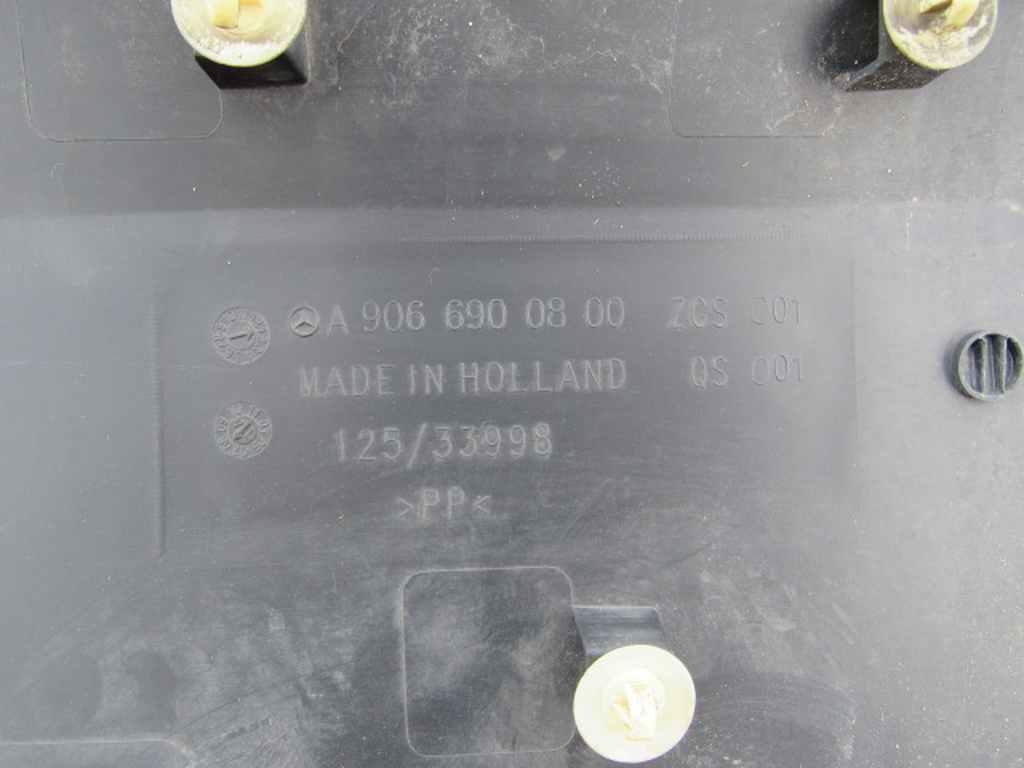 A 906 690 08 00 ZGS 001
MADE IN HOLLAND QS 001
125/33998
>PP<